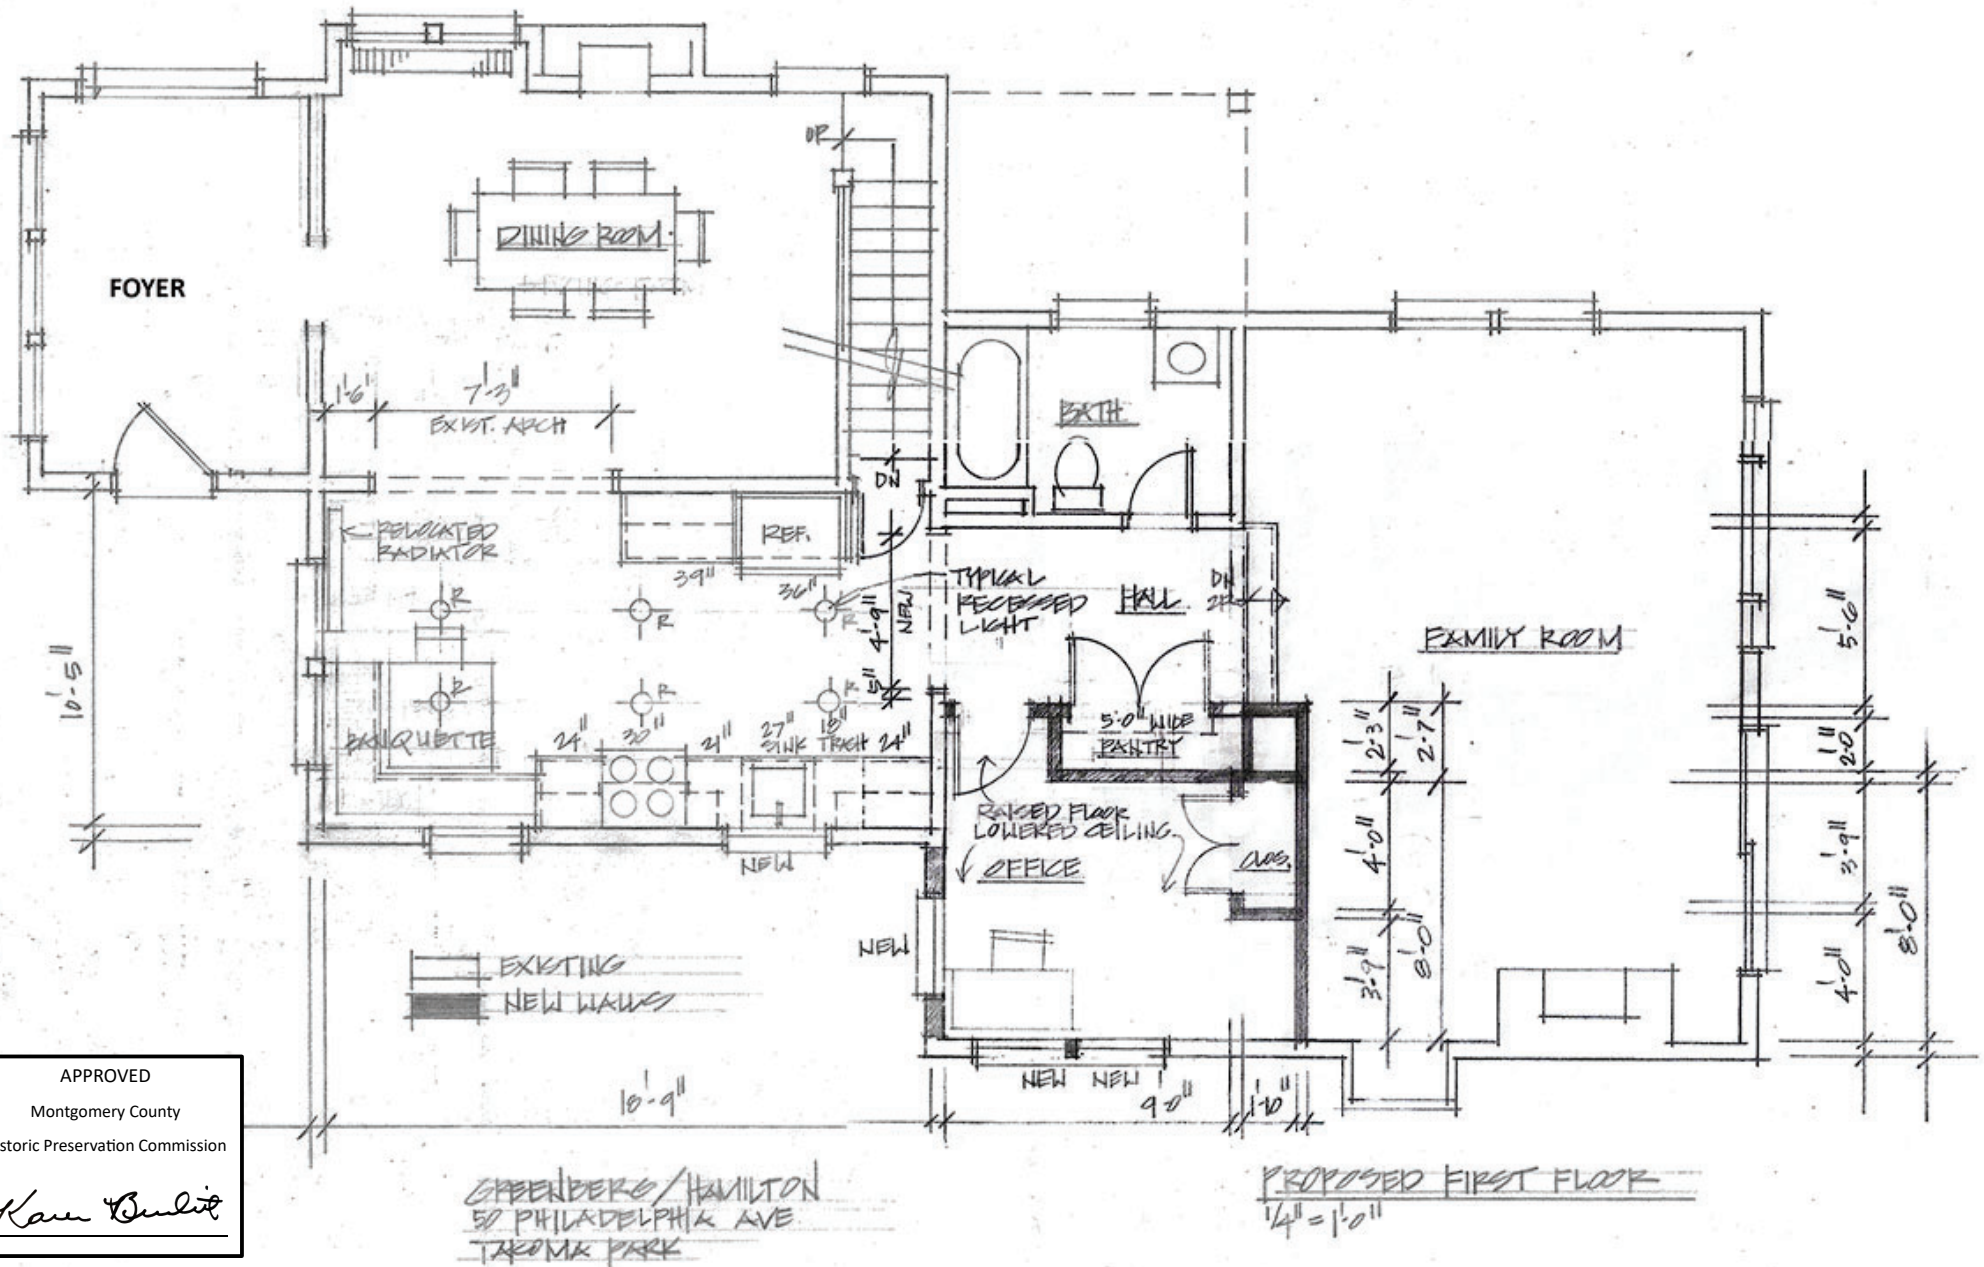 UP
DINING ROOM
FOYER
1'-6"
7'-3"
EXIST. ARCH
BATH
DN
RELOCATED
RADIATOR
REF.
39"
36"
TYPICAL
RECESSED
LIGHT
HALL
DN
2R
R
R
R
4'-9"
NEW
FAMILY ROOM
5'-6"
10'-5"
R
R
R
5"
BANQUETTE
24"
30"
21"
27"
SINK
18"
TRASH
24"
5'-0" WIDE
PANTRY
2'-3"
2'-7"
2'-0"
RAISED FLOOR
LOWERED CEILING
OFFICE
CLOS.
NEW
4'-0"
3'-9"
EXISTING
NEW WALLS
NEW
3'-9"
8'-0"
4'-0"
8'-0"
NEW NEW
18'-9"
9'-0"
1'-10"
APPROVED
Montgomery County
storic Preservation Commission
GREENBERG/HAMILTON
50 PHILADELPHIA AVE
TAKOMA PARK
PROPOSED FIRST FLOOR
1/4" = 1'-0"